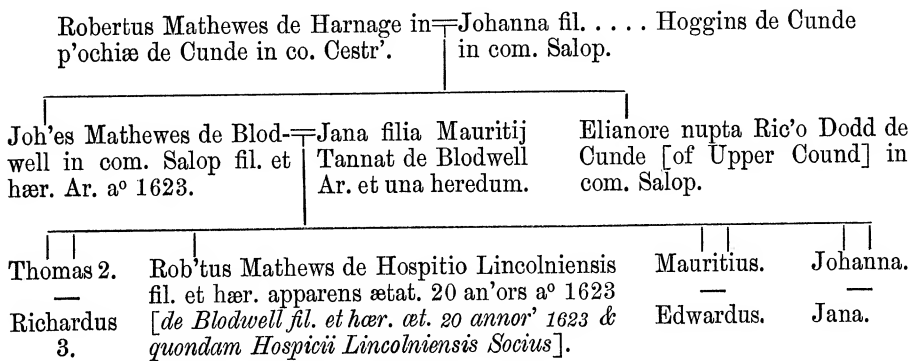 Robertus Mathewes de Harnage in
p'ochiæ de Cunde in co. Cestr'.
Johanna fil. . . . . . Hoggins de Cunde
in com. Salop.
Joh'es Mathewes de Blod-
well in com. Salop fil. et
hær. Ar. aº 1623.
Jana filia Mauritij
Tannat de Blodwell
Ar. et una heredum.
Elianore nupta Ric'o Dodd de
Cunde [of Upper Cound] in
com. Salop.
Thomas 2.
Richardus
3.
Rob'tus Mathews de Hospitio Lincolniensis
fil. et hær. apparens ætat. 20 an'ors aº 1623
[de Blodwell fil. et hær. æt. 20 annor' 1623 &
quondam Hospicii Lincolniensis Socius].
Mauritius.
Edwardus.
Johanna.
Jana.